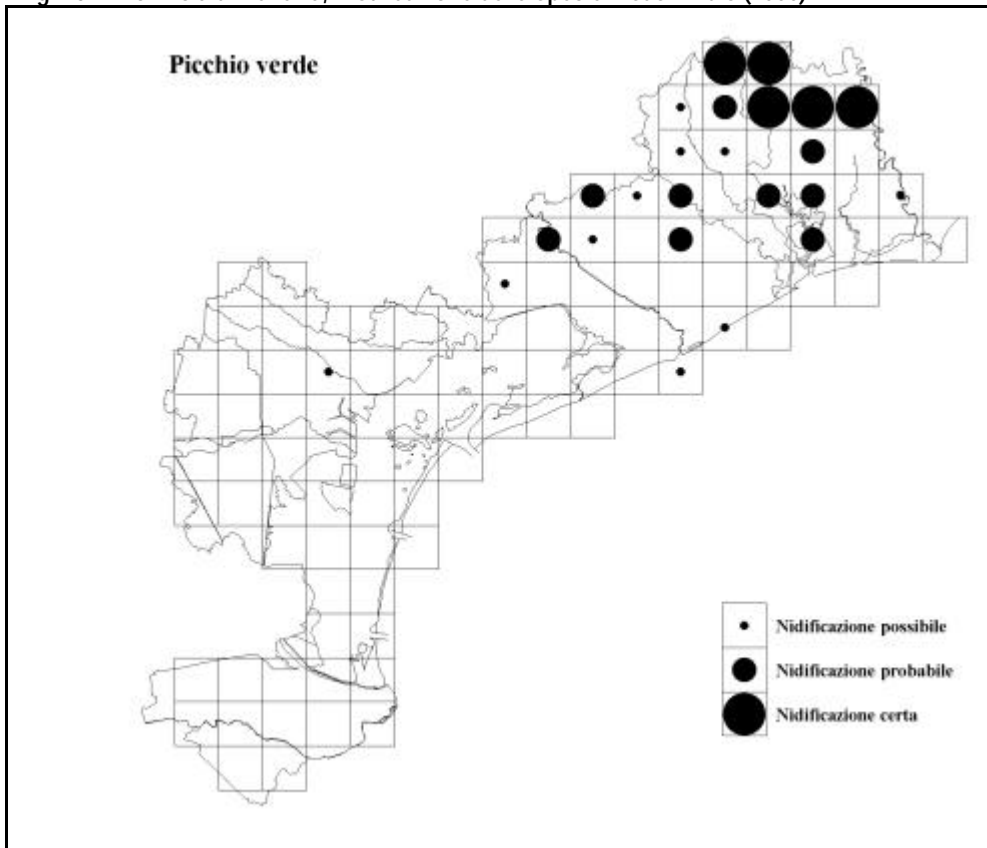 Picchio verde
Nidificazione possibile
Nidificazione probabile
Nidificazione certa